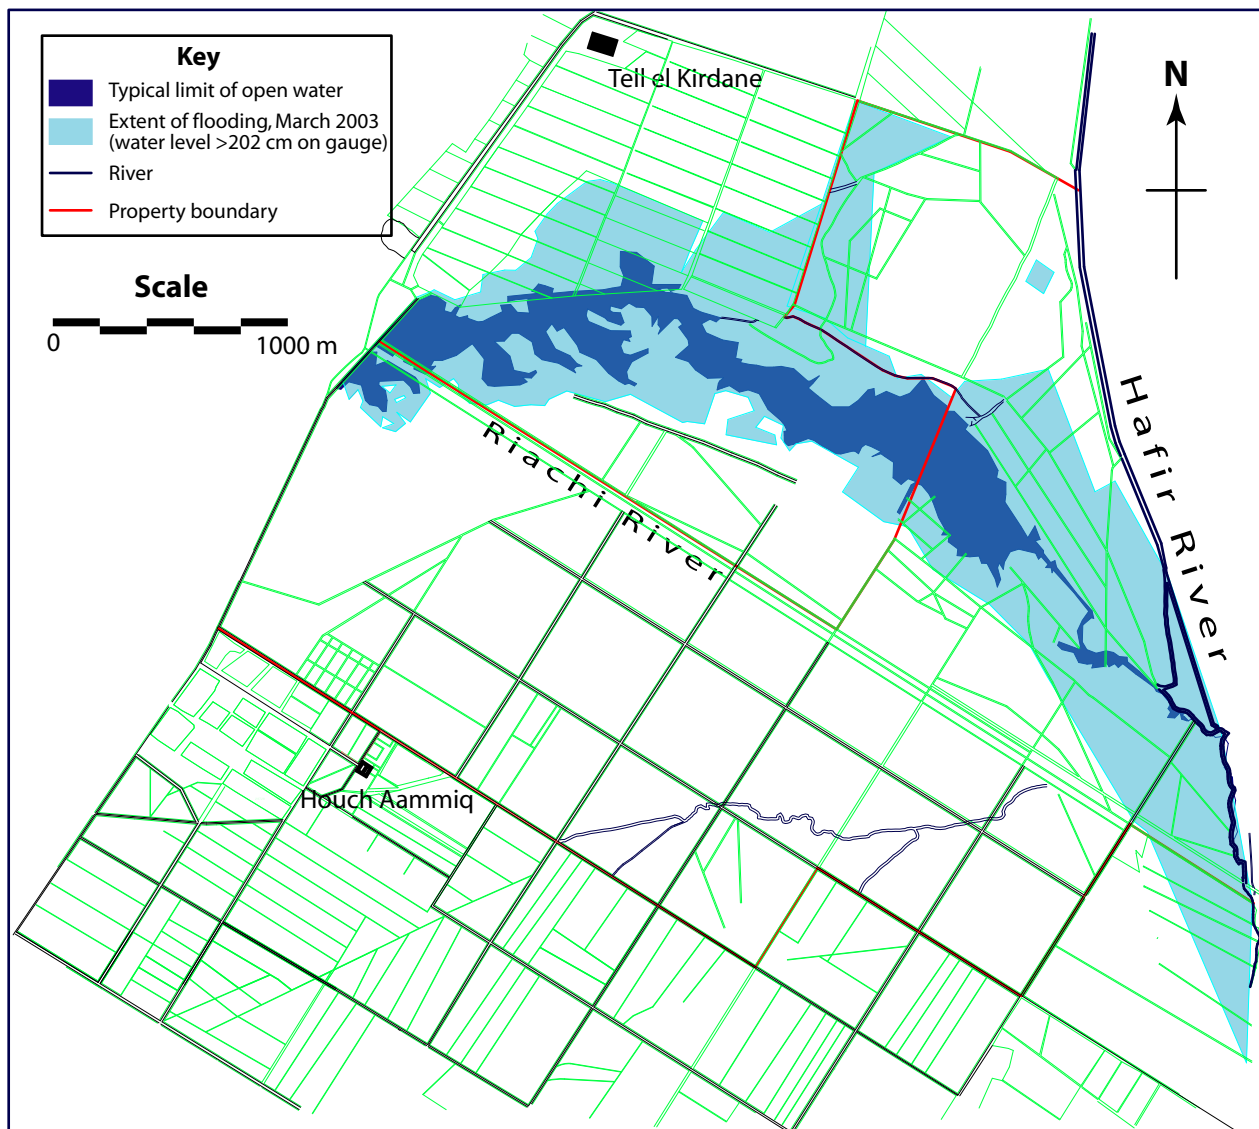 Key
Typical limit of open water
Extent of flooding, March 2003
(water level >202 cm on gauge)
River
Property boundary
Tell el Kirdane
N
Scale
0
1000 m
Hafir River
Riachi River
Houch Aammiq